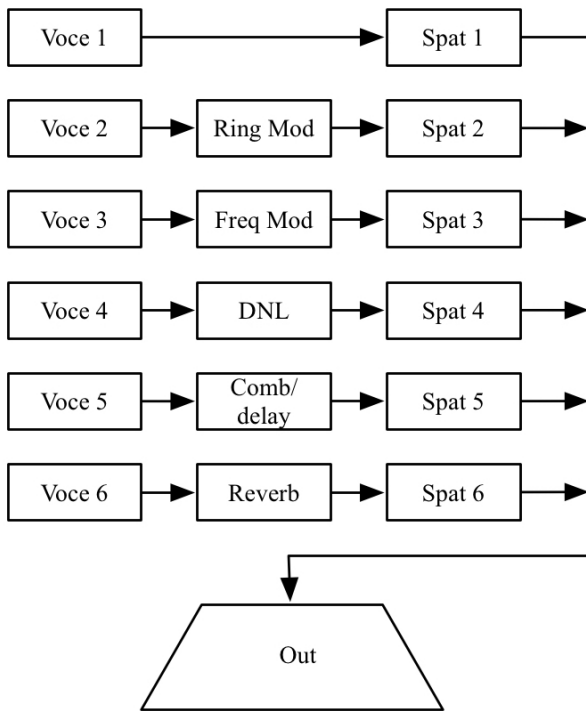 Voce 1
Spat 1
Voce 2
Ring Mod
Spat 2
Voce 3
Freq Mod
Spat 3
Voce 4
DNL
Spat 4
Voce 5
Comb/
delay
Spat 5
Voce 6
Reverb
Spat 6
Out